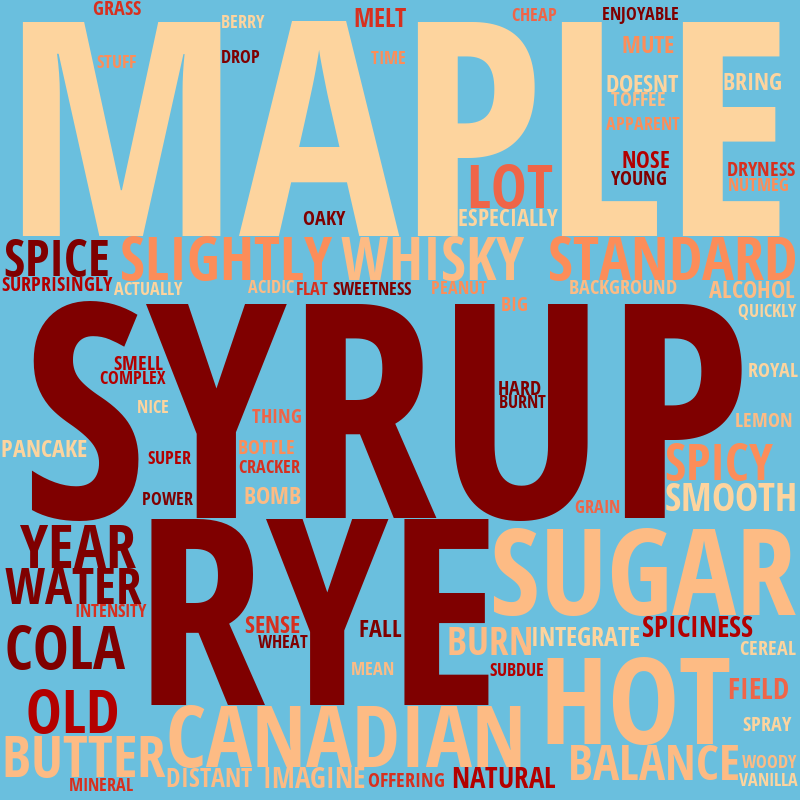 GRASS
BERRY
MELT
CHEAP
ENJOYABLE
MAPLE
STUFF
DROP
TIME
MUTE
DOESNT
BRING
TOFFEE
APPARENT
NOSE
DRYNESS
YOUNG
NUTMEG
LOT
OAKY
ESPECIALLY
SPICE
SLIGHTLY
WHISKY
STANDARD
SURPRISINGLY
ACTUALLY
ACIDIC
FLAT
SWEETNESS
PEANUT
BACKGROUND
ALCOHOL
BIG
QUICKLY
SYRUP
SMELL
COMPLEX
ROYAL
HARD
BURNT
NICE
THING
LEMON
PANCAKE
BOTTLE
SUPER
CRACKER
SPICY
POWER
BOMB
SMOOTH
GRAIN
YEAR
RYE
SUGAR
WATER
INTENSITY
SENSE
FALL
SPICINESS
COLA
WHEAT
BURN
INTEGRATE
CEREAL
MEAN
SUBDUE
HOT
FIELD
OLD
SPRAY
CANADIAN
BUTTER
BALANCE
WOODY
MINERAL
DISTANT
IMAGINE
OFFERING
NATURAL
VANILLA